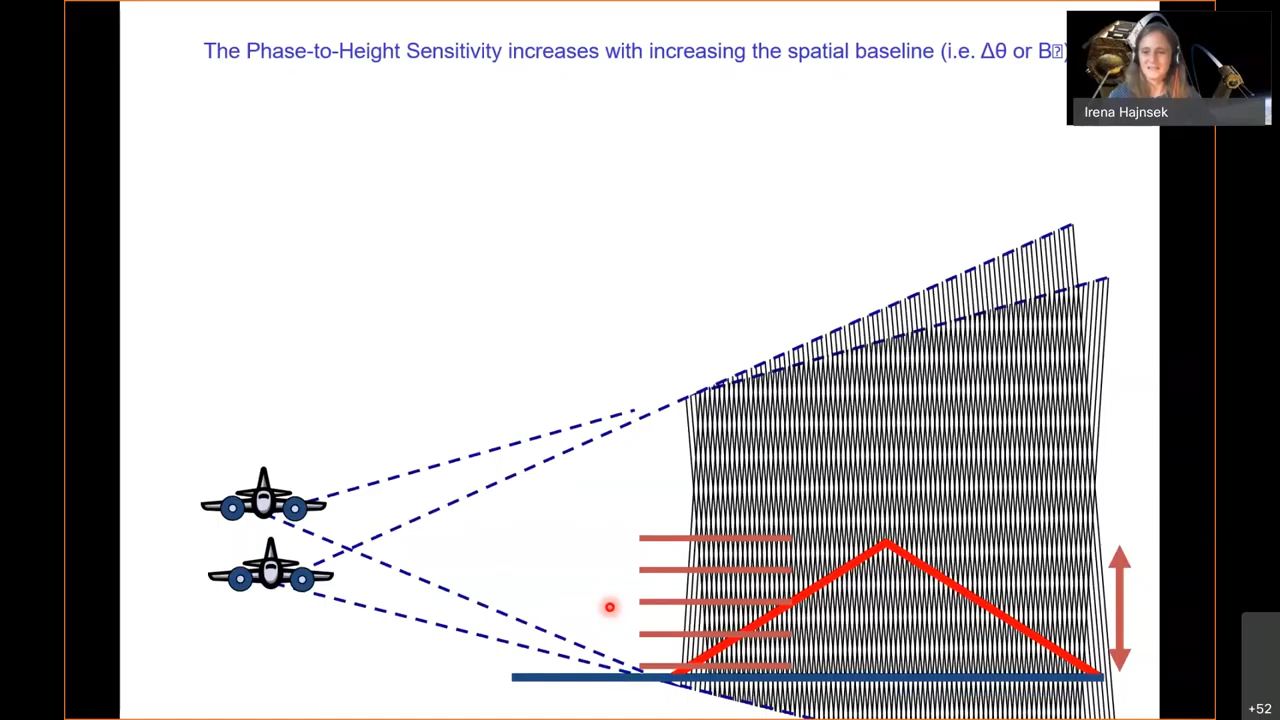 The Phase-to-Height Sensitivity increases with increasing the spatial baseline (i.e. Δθ or B⍰)
Irena Hajnsek
+52